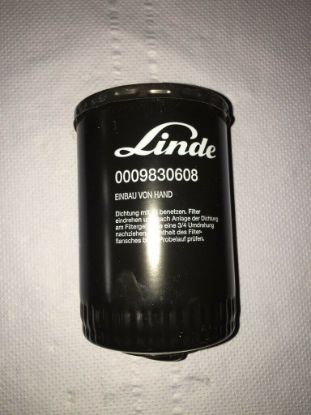 Linde
0009830608
EINBAU VON HAND
Dichtung mit benetzen. Filter
eindrehen nach Anlage der Dichtung
am eine 3/4 Umdrehung
nachziehen. des Filter-
flansches Probelauf prüfen.